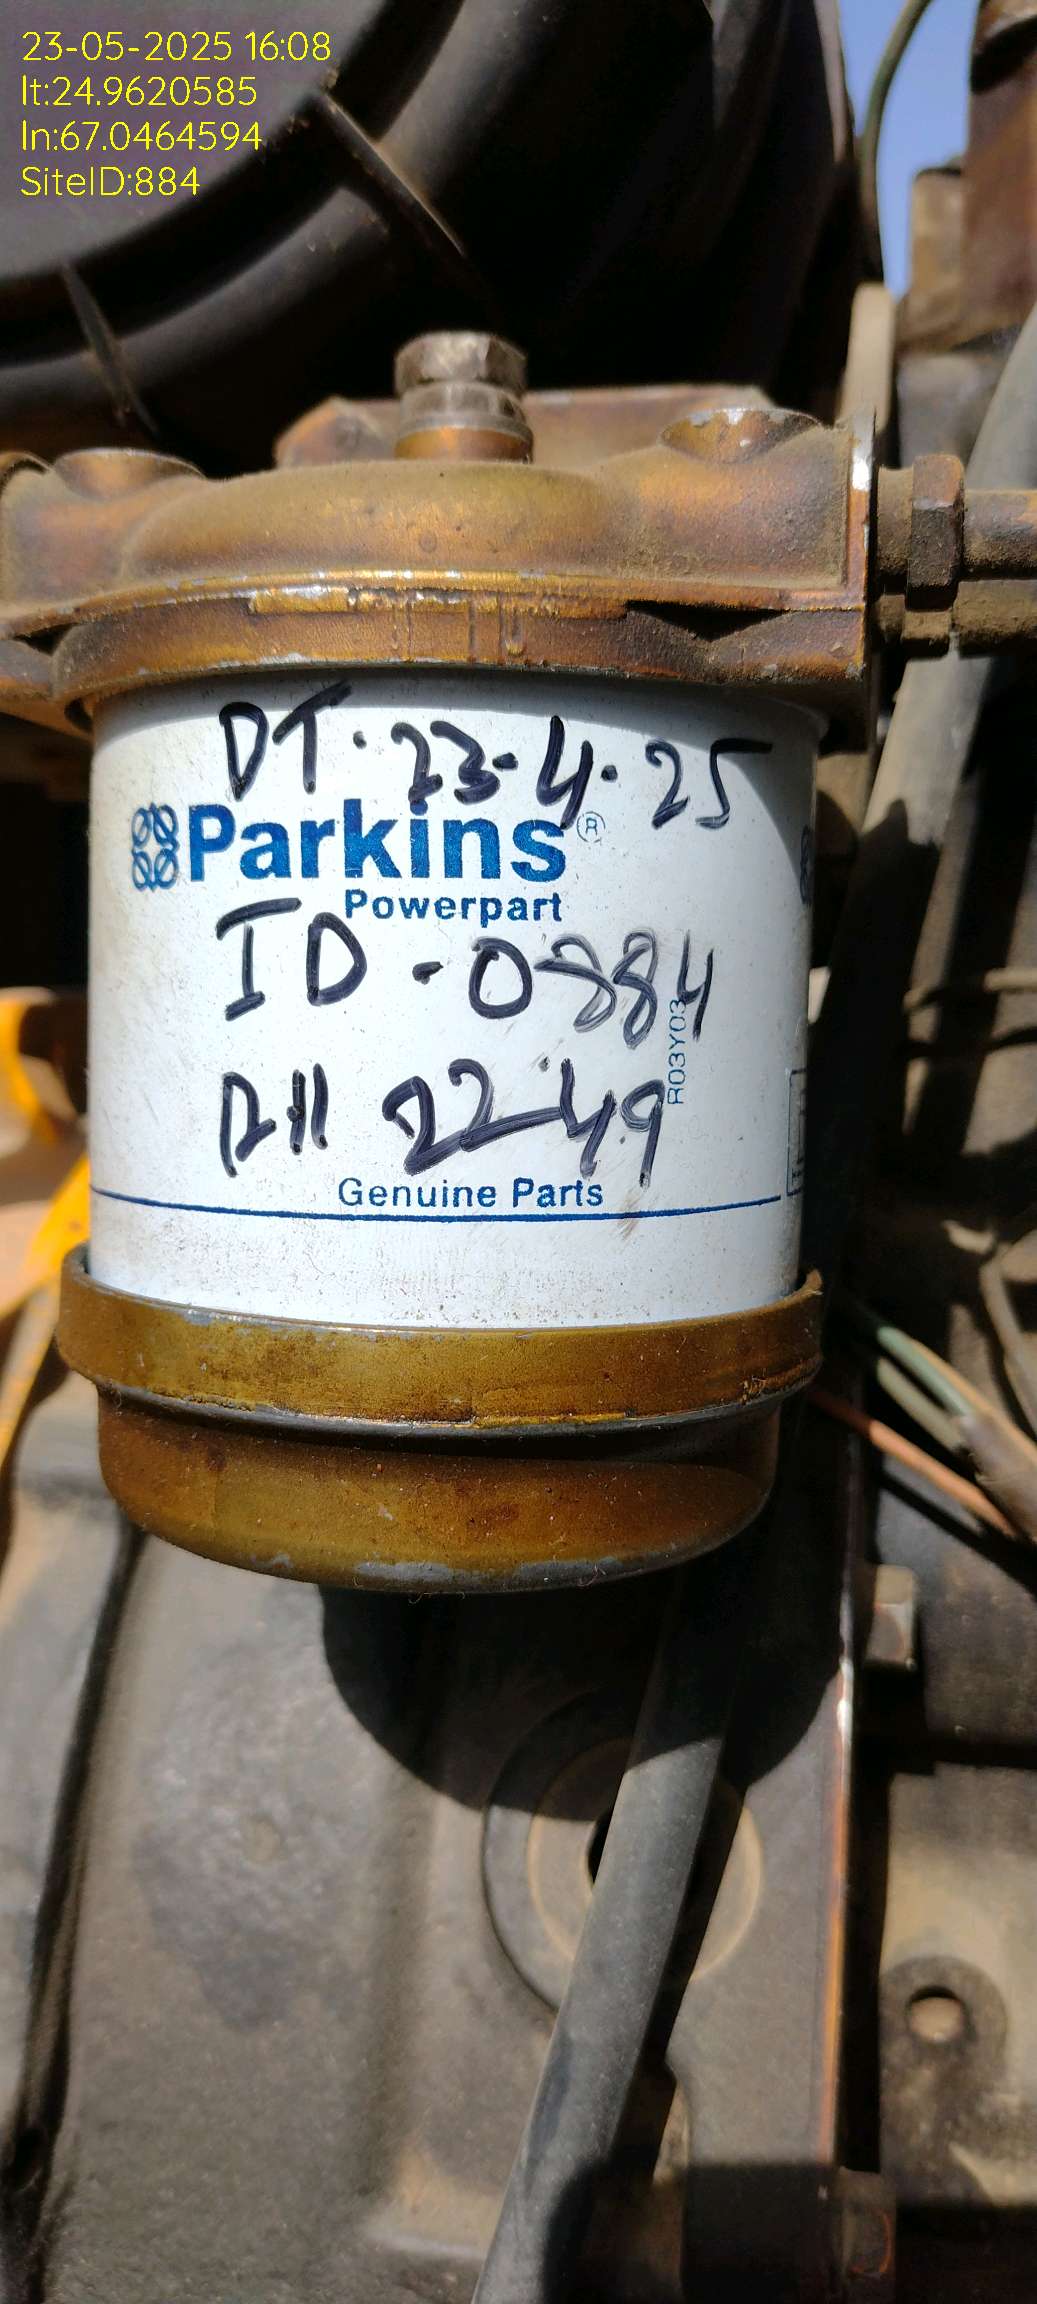 23-05-2025 16:08
lt:24.9620585
ln:67.0464594
SiteID:884
DT. 23.4.25
Parkins®
Powerpart
ID - 0884
R03Y03
RH 2249
Genuine Parts